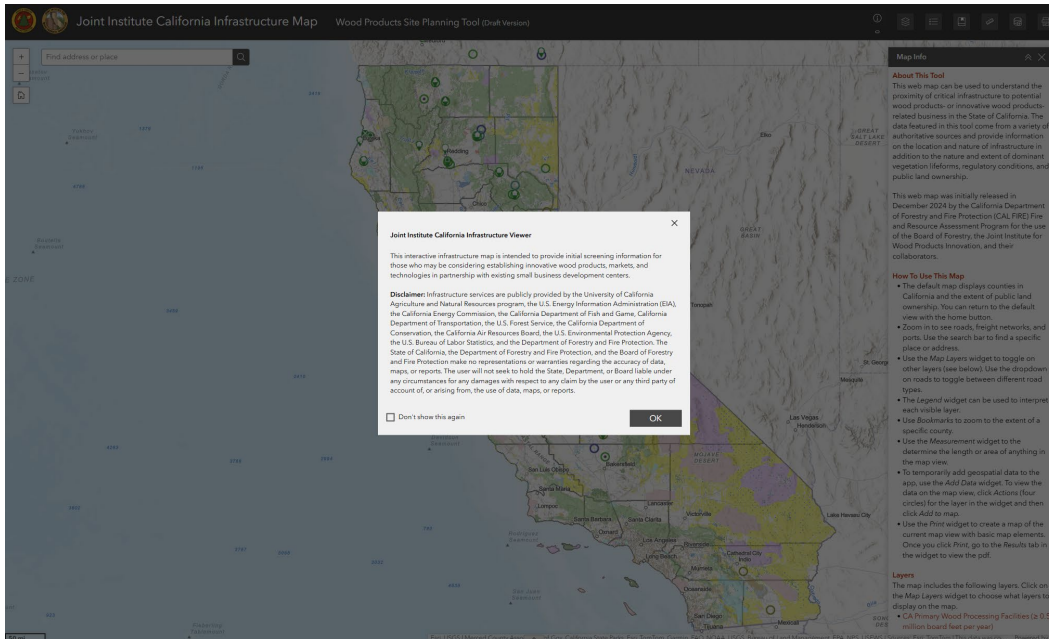 Joint Institute California Infrastructure Map Wood Products Site Planning Tool (Draft Version)
Find address or place
Map Info
About This Tool
This web map can be used to understand the
proximity of critical infrastructure to potential
wood products- or innovative wood products-
related business in the State of California. The
data featured in this tool come from a variety of
authoritative sources and provide information
on the location and nature of infrastructure in
addition to the nature and extent of dominant
vegetation lifeforms, regulatory conditions, and
public land ownership.
This web map was initially released in
December 2024 by the California Department
of Forestry and Fire Protection (CAL FIRE) Fire
and Resource Assessment Program for the use
of the Board of Forestry, the Joint Institute for
Wood Products Innovation, and their
collaborators.
How To Use This Map
• The default map displays counties in
California and the extent of public land
ownership. You can return to the default
view with the home button.
• Zoom in to see roads, freight networks, and
ports. Use the search bar to find a specific
place or address.
• Use the Map Layers widget to toggle on
other layers (see below). Use the dropdown
on roads to toggle between different road
types.
• The Legend widget can be used to interpret
each visible layer.
• Use Bookmarks to zoom to the extent of a
specific county.
• Use the Measurement widget to the
determine the length or area of anything in
the map view.
• To temporarily add geospatial data to the
app, use the Add Data widget. To view the
data on the map view, click Actions (four
circles) for the layer in the widget and then
click Add to map.
• Use the Print widget to create a map of the
current map view with basic map elements.
Once you click Print, go to the Results tab in
the widget to view the pdf.
Layers
The map includes the following layers. Click on
the Map Layers widget to choose what layers to
display on the map.
• CA Primary Wood Processing Facilities (≥ 0.5
million board feet per year)
Joint Institute California Infrastructure Viewer
This interactive infrastructure map is intended to provide initial screening information for
those who may be considering establishing innovative wood products, markets, and
technologies in partnership with existing small business development centers.
Disclaimer: Infrastructure services are publicly provided by the University of California
Agriculture and Natural Resources program, the U.S. Energy Information Administration (EIA),
the California Energy Commission, the California Department of Fish and Game, California
Department of Transportation, the U.S. Forest Service, the California Department of
Conservation, the California Air Resources Board, the U.S. Environmental Protection Agency,
the U.S. Bureau of Labor Statistics, and the Department of Forestry and Fire Protection. The
State of California, the Department of Forestry and Fire Protection, and the Board of Forestry
and Fire Protection make no representations or warranties regarding the accuracy of data,
maps, or reports. The user will not seek to hold the State, Department, or Board liable under
any circumstances for any damages with respect to any claim by the user or any third party of
account of, or arising from, the use of data, maps, or reports.
Don't show this again
OK
Redding
Chico
Elko
NEVADA
GREAT
SALT LAKE
DESERT
GREAT
BASIN
Tonopah
St. George
Mesquite
Las Vegas
Henderson
MOJAVE
DESERT
San Luis Obispo
Bakersfield
Santa Maria
Lompoc
Lancaster
Victorville
Santa Barbara
Santa Clarita
Oxnard
Los Angeles
Riverside
Long Beach
Cathedral City
Indio
Murrieta
Oceanside
San Diego
Tijuana
Mexicali
Lake Havasu City